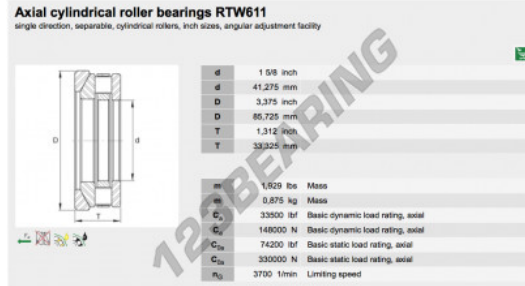 Axial cylindrical roller bearings RTW611
single direction, separable, cylindrical rollers, inch sizes, angular adjustment facility
D
d
T
d 1 5/8 inch
d 41,275 mm
D 3,375 inch
D 85,725 mm
T 1,312 inch
T 33,325 mm
m 1,929 lbs Mass
m 0,875 kg Mass
Ca 33500 lbf Basic dynamic load rating, axial
Ca 148000 N Basic dynamic load rating, axial
C0a 74200 lbf Basic static load rating, axial
C0a 330000 N Basic static load rating, axial
nG 3700 1/min Limiting speed
123BEARING